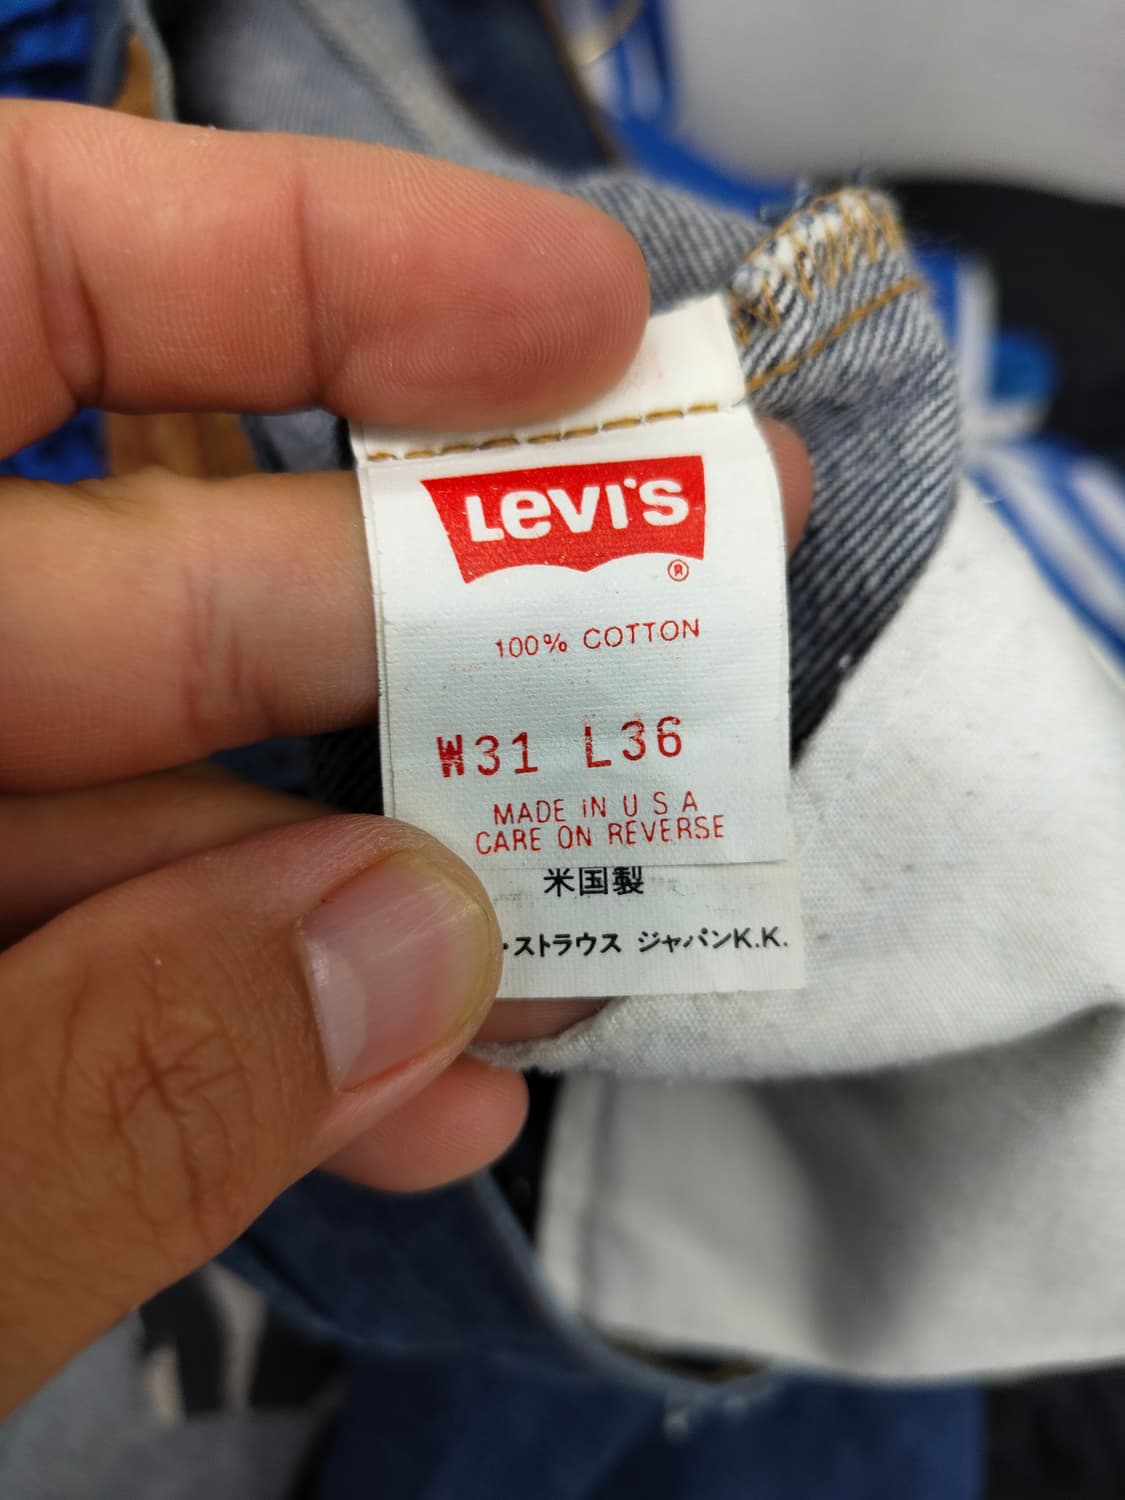 Levi's
®
100% COTTON
W31 L36
MADE iN U S A
CARE ON REVERSE
米国製
・ストラウス ジャパンK.K.